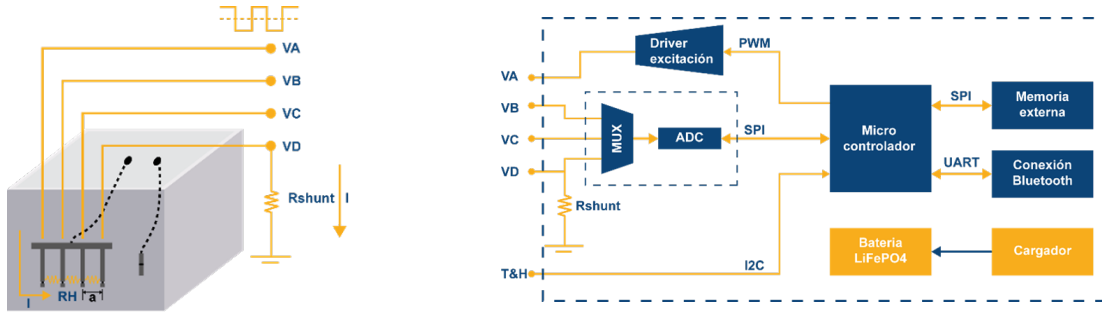 VA
VB
VC
VD
Rshunt
I
I
RH
a
Driver
excitación
PWM
VA
VB
VC
VD
MUX
ADC
SPI
Rshunt
T&H
I2C
Micro
controlador
SPI
Memoria
externa
UART
Conexión
Bluetooth
Bateria
LiFePO4
Cargador